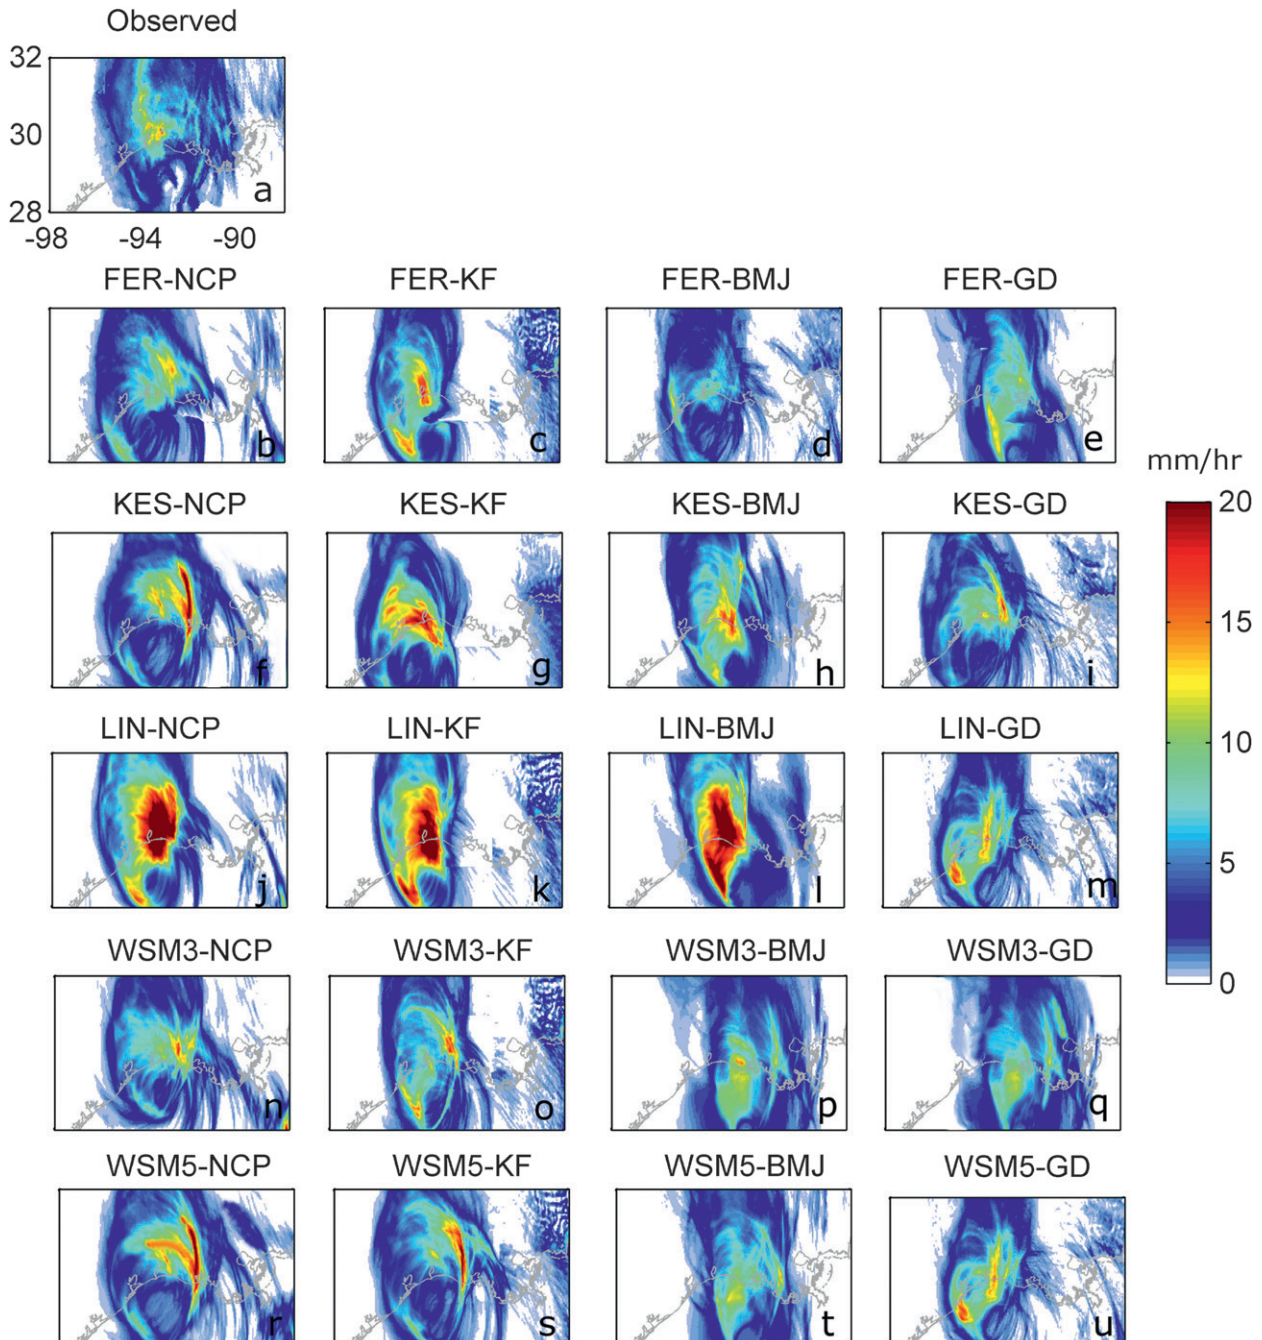 Observed
32
30
28
a
-98 -94 -90
FER-NCP FER-KF FER-BMJ FER-GD
b c d e
mm/hr
KES-NCP KES-KF KES-BMJ KES-GD
20
f g h i
15
LIN-NCP LIN-KF LIN-BMJ LIN-GD
10
5
j k l m
WSM3-NCP WSM3-KF WSM3-BMJ WSM3-GD
0
n o p q
WSM5-NCP WSM5-KF WSM5-BMJ WSM5-GD
r s t u